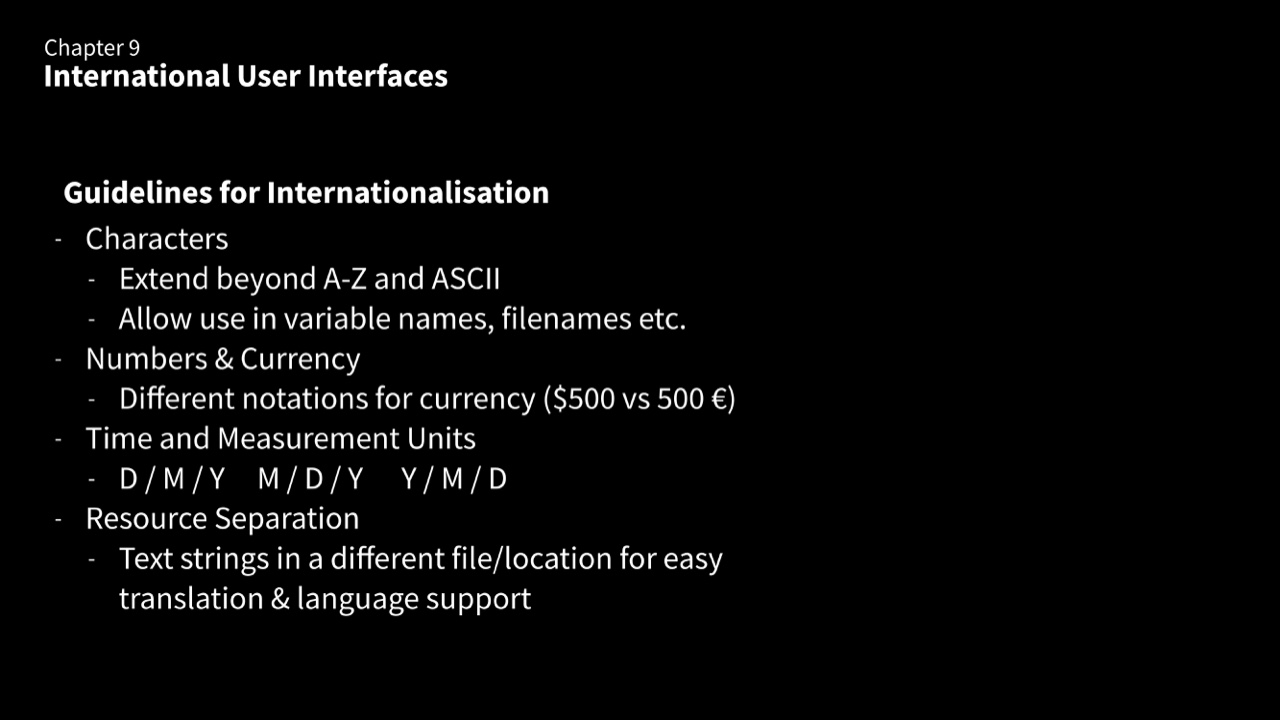 Chapter 9
International User Interfaces
Guidelines for Internationalisation
- Characters
- Extend beyond A-Z and ASCII
- Allow use in variable names, filenames etc.
- Numbers & Currency
- Different notations for currency ($500 vs 500 €)
- Time and Measurement Units
- D / M / Y M / D / Y Y / M / D
- Resource Separation
- Text strings in a different file/location for easy
translation & language support